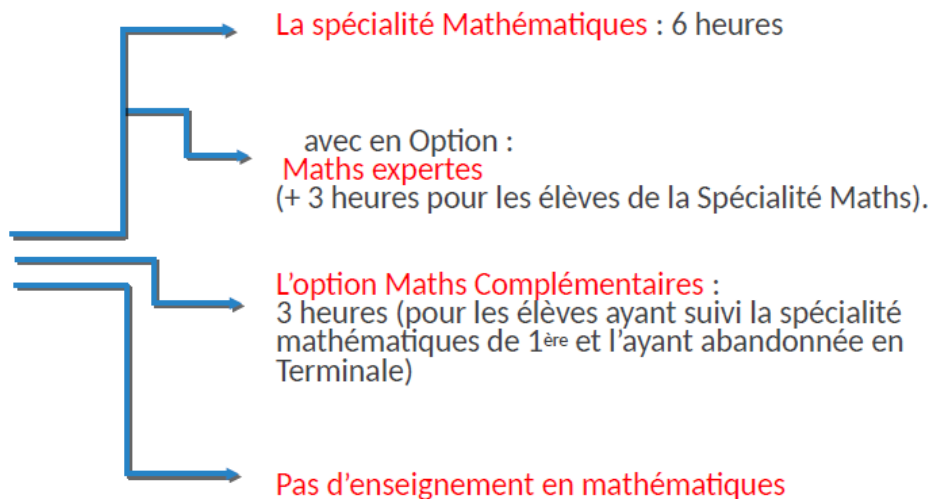 La spécialité Mathématiques : 6 heures
avec en Option :
Maths expertes
(+ 3 heures pour les élèves de la Spécialité Maths).
L’option Maths Complémentaires :
3 heures (pour les élèves ayant suivi la spécialité
mathématiques de 1ère et l’ayant abandonnée en
Terminale)
Pas d’enseignement en mathématiques